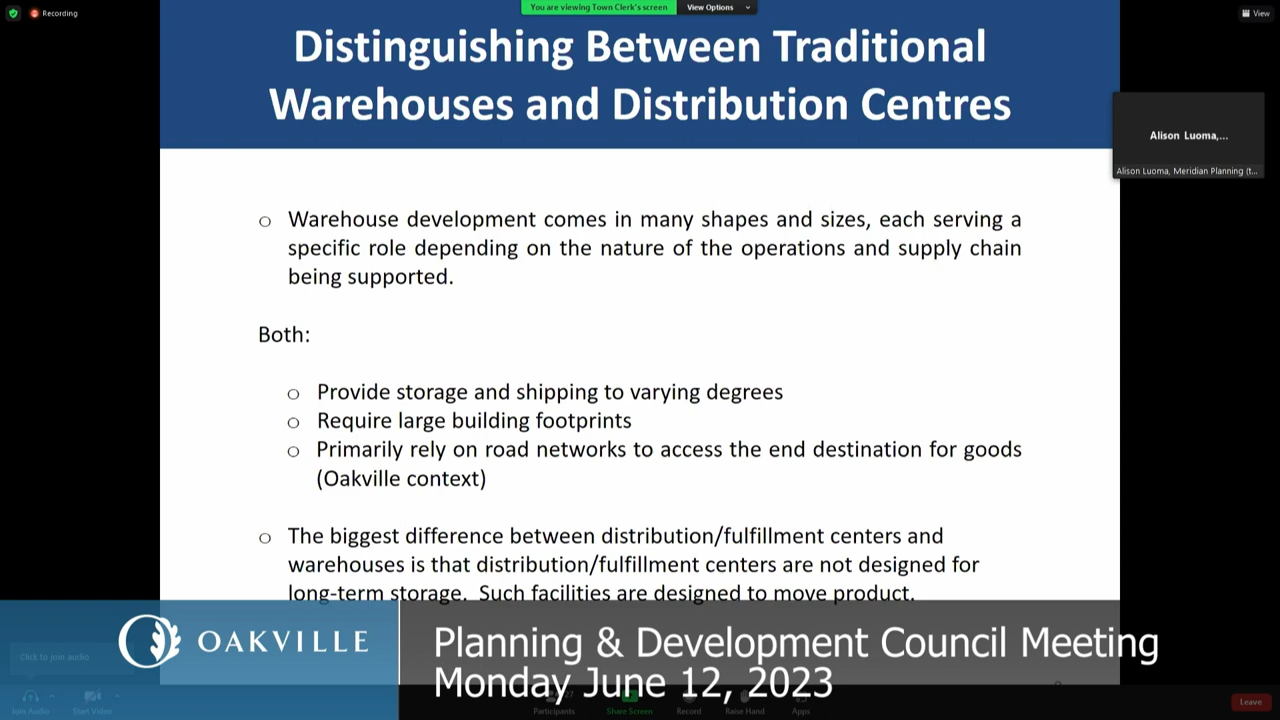 Recording
You are viewing Town Clerk's screen
View Options
View
Distinguishing Between Traditional
Warehouses and Distribution Centres
Alison Luoma,...
Alison Luoma, Meridian Planning (t...
o Warehouse development comes in many shapes and sizes, each serving a
specific role depending on the nature of the operations and supply chain
being supported.
Both:
o Provide storage and shipping to varying degrees
o Require large building footprints
o Primarily rely on road networks to access the end destination for goods
(Oakville context)
o The biggest difference between distribution/fulfillment centers and
warehouses is that distribution/fulfillment centers are not designed for
long-term storage. Such facilities are designed to move product.
OAKVILLE
Planning & Development Council Meeting
Monday June 12, 2023
Click to join audio
Join Audio
Start Video
Participants
Share Screen
Record
Raise Hand
Apps
Leave